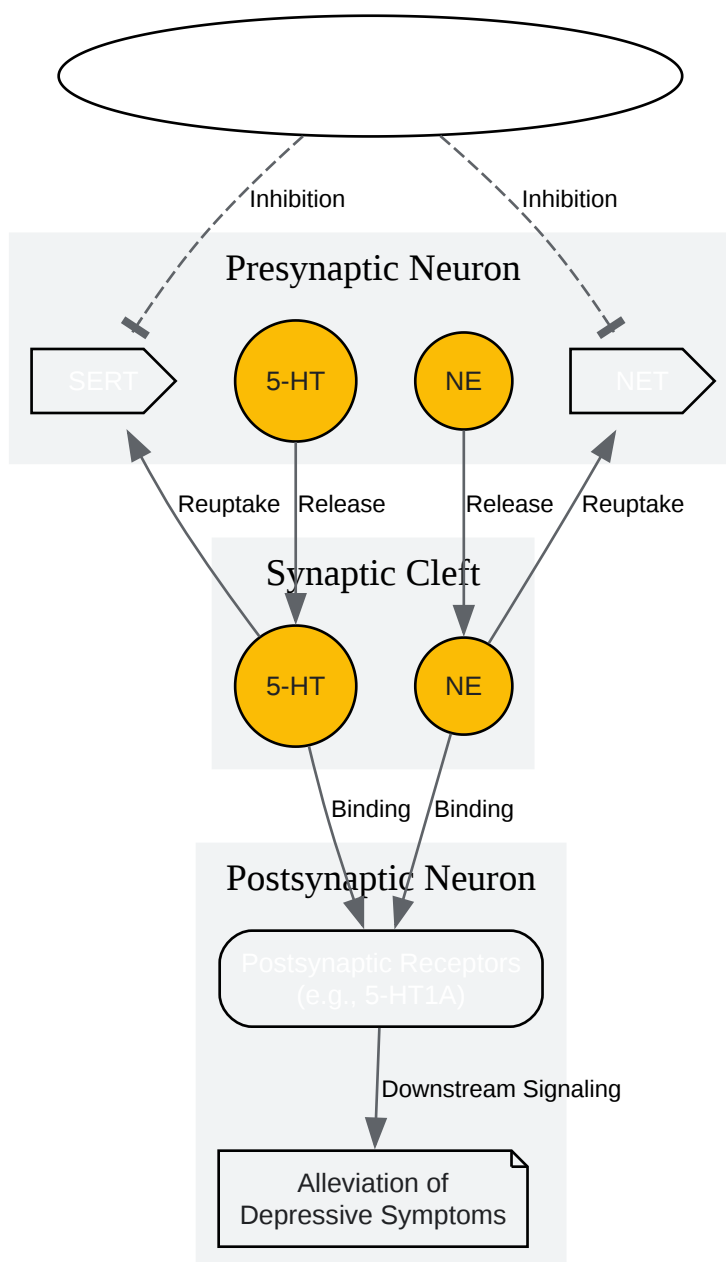 Inhibition
Inhibition
Presynaptic Neuron
SERT
5-HT
NE
NET
Reuptake
Release
Release
Reuptake
Synaptic Cleft
5-HT
NE
Binding
Binding
Postsynaptic Neuron
Postsynaptic Receptors
(e.g., 5-HT1A)
Downstream Signaling
Alleviation of
Depressive Symptoms